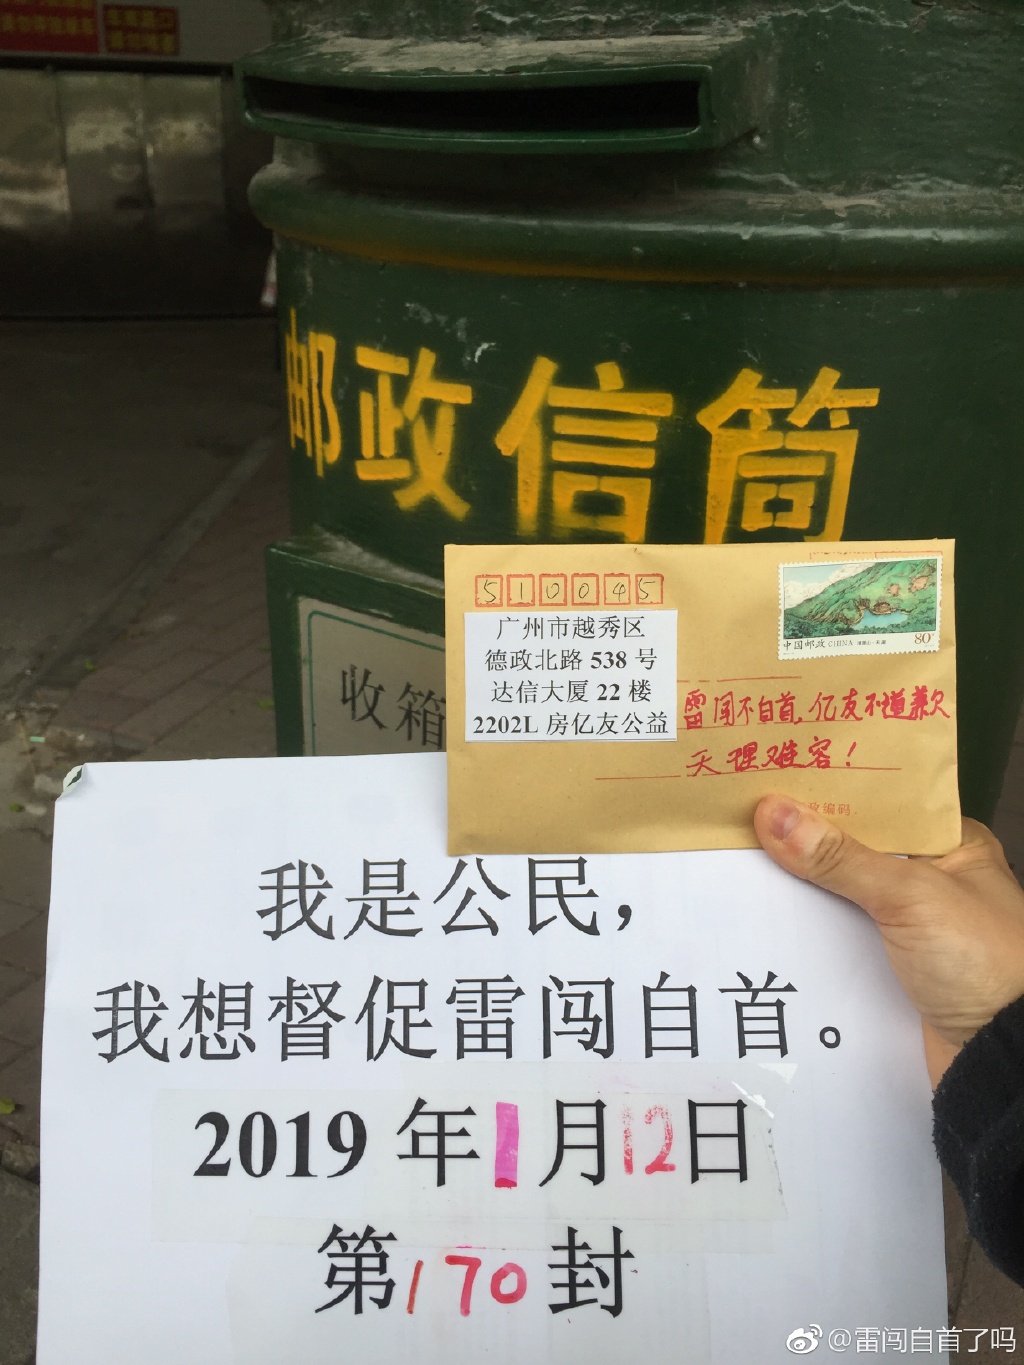 邮政信筒
收箱
510045
广州市越秀区
德政北路 538 号
达信大厦 22 楼
2202L 房亿友公益
中国邮政 CHINA
80分
雷闯不自首，亿友不道歉
天理难容！
政编码
我是公民，
我想督促雷闯自首。
2019 年 1 月 12 日
第 170 封
@雷闯自首了吗